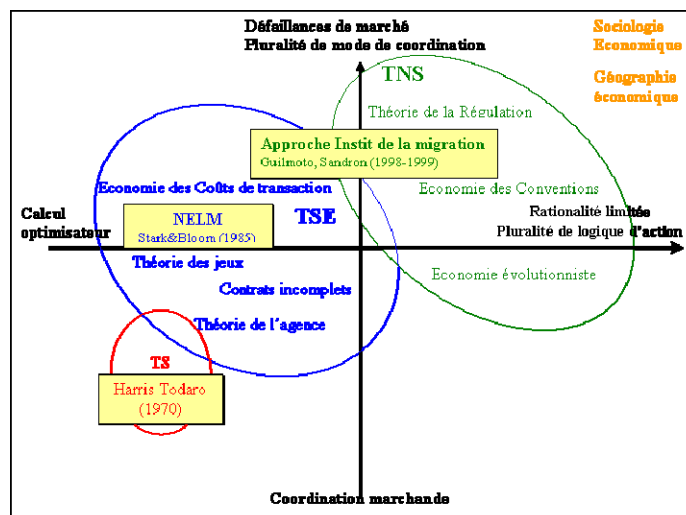 Défaillances de marché
Pluralité de mode de coordination
Sociologie
Economique
Géographie
économique
TNS
Théorie de la Régulation
Approche Instit de la migration
Guilmoto, Sandron (1998-1999)
Economie des Coûts de transaction
Economie des Conventions
Calcul
optimisateur
NELM
Stark&Bloom (1985)
TSE
Rationalité limitée
Pluralité de logique d'action
Théorie des jeux
Economie évolutionniste
Contrats incomplets
Théorie de l'agence
TS
Harris Todaro
(1970)
Coordination marchande